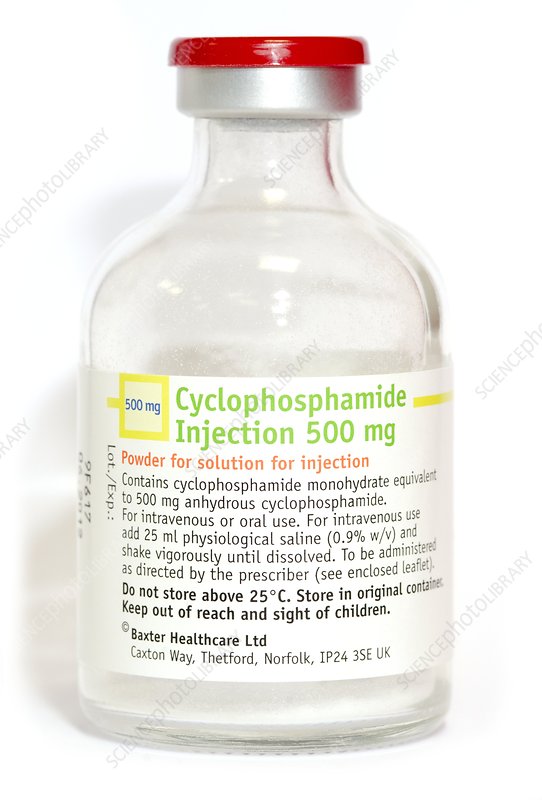 500 mg
Cyclophosphamide
Injection 500 mg
Powder for solution for injection
Contains cyclophosphamide monohydrate equivalent
to 500 mg anhydrous cyclophosphamide.
For intravenous or oral use. For intravenous use
add 25 ml physiological saline (0.9% w/v) and
shake vigorously until dissolved. To be administered
as directed by the prescriber (see enclosed leaflet).
Do not store above 25°C. Store in original container.
Keep out of reach and sight of children.
© Baxter Healthcare Ltd
Caxton Way, Thetford, Norfolk, IP24 3SE UK
Lot./Exp.:
9F617
SCIENCEphotoLIBRARY